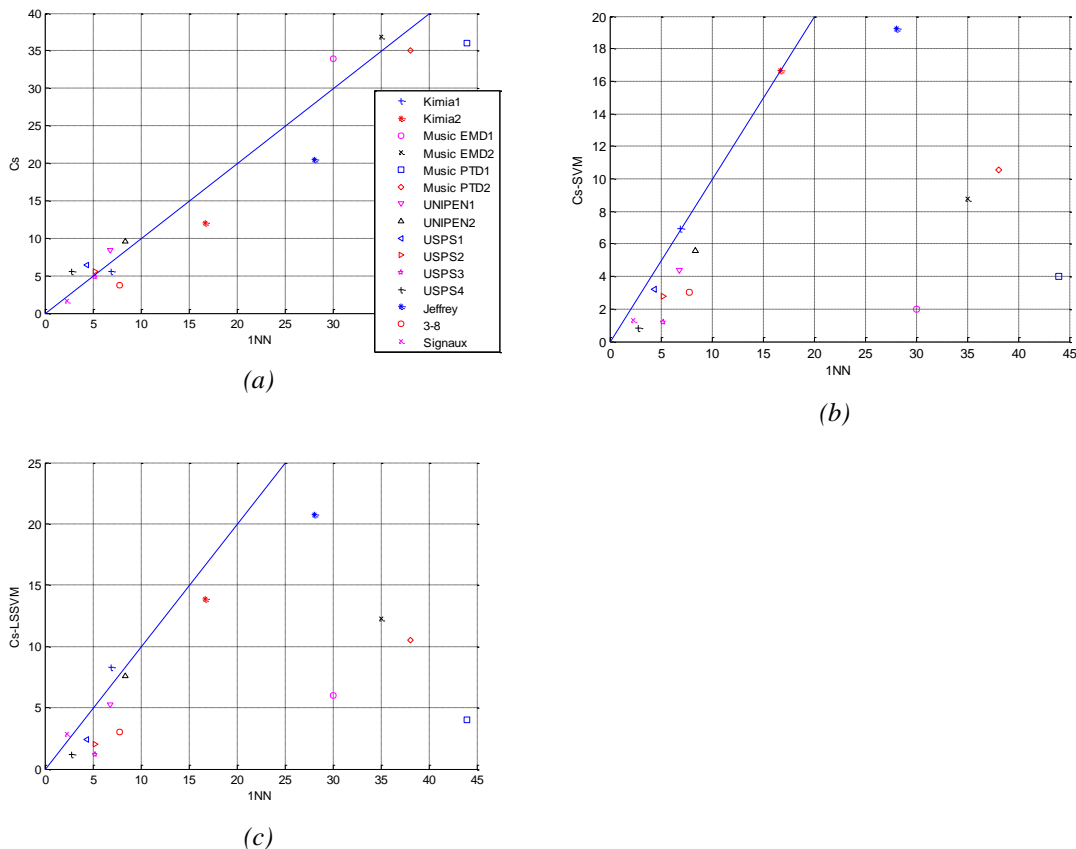 40
35
30
25
20
15
10
5
0
Cs
0 5 10 15 20 25 30
1NN
Kimia1
Kimia2
Music EMD1
Music EMD2
Music PTD1
Music PTD2
UNIPEN1
UNIPEN2
USPS1
USPS2
USPS3
USPS4
Jeffrey
3-8
Signaux
(a)
20
18
16
14
12
10
8
6
4
2
0
Cs-SVM
0 5 10 15 20 25 30 35 40 45
1NN
(b)
25
20
15
10
5
0
Cs-LSSVM
0 5 10 15 20 25 30 35 40 45
1NN
(c)